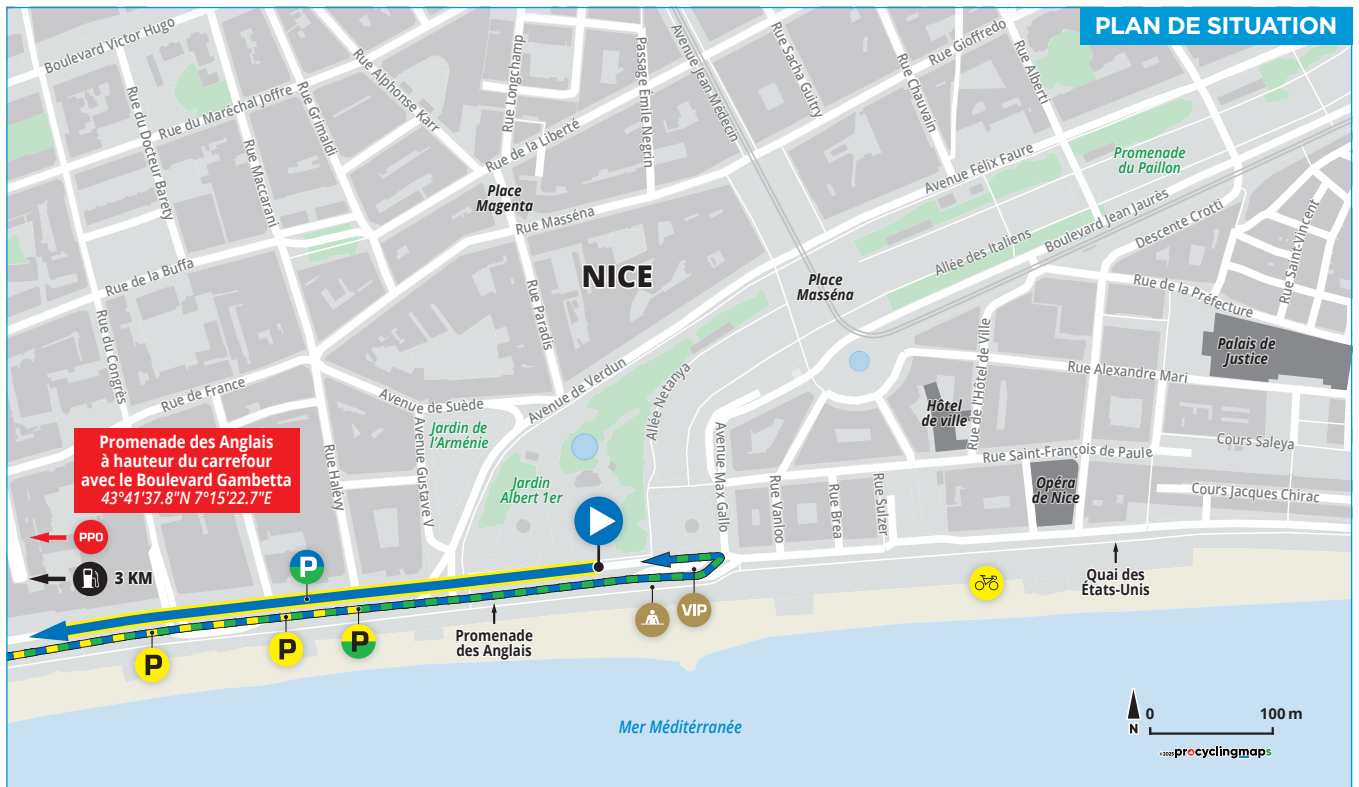 PLAN DE SITUATION
Boulevard Victor Hugo
Rue du Docteur Barety
Rue du Maréchal Joffre
Rue Maccarani
Rue Grimaldi
Rue Alphonse Karr
Rue Longchamp
Rue de la Liberté
Passage Émile Negrin
Avenue Jean Médecin
Rue Sacha Guitry
Rue Chauvain
Rue Gioffredo
Rue Alberti
Promenade
du Paillon
Avenue Félix Faure
Place
Magenta
Rue Masséna
NICE
Place
Masséna
Allée des Italiens
Boulevard Jean Jaurès
Descente Crotti
Rue Saint-Vincent
Rue de la Préfecture
Palais de
Justice
Rue de la Buffa
Rue du Congrès
Rue de France
Rue Paradis
Avenue de Verdun
Allée Netanya
Rue de l'Hôtel de Ville
Rue Alexandre Mari
Avenue de Suède
Jardin de
l'Arménie
Avenue Gustave V
Rue Halévy
Jardin
Albert 1er
Avenue Max Gallo
Hôtel
de ville
Rue Saint-François de Paule
Cours Saleya
Cours Jacques Chirac
Opéra
de Nice
Rue Vanloo
Rue Brea
Rue Sulzer
Promenade des Anglais
à hauteur du carrefour
avec le Boulevard Gambetta
43°41'37.8"N 7°15'22.7"E
PPO
3 KM
P
P
P
P
VIP
Promenade
des Anglais
Quai des
États-Unis
Mer Méditérranée
N
0
100 m
©2025 procyclingmaps